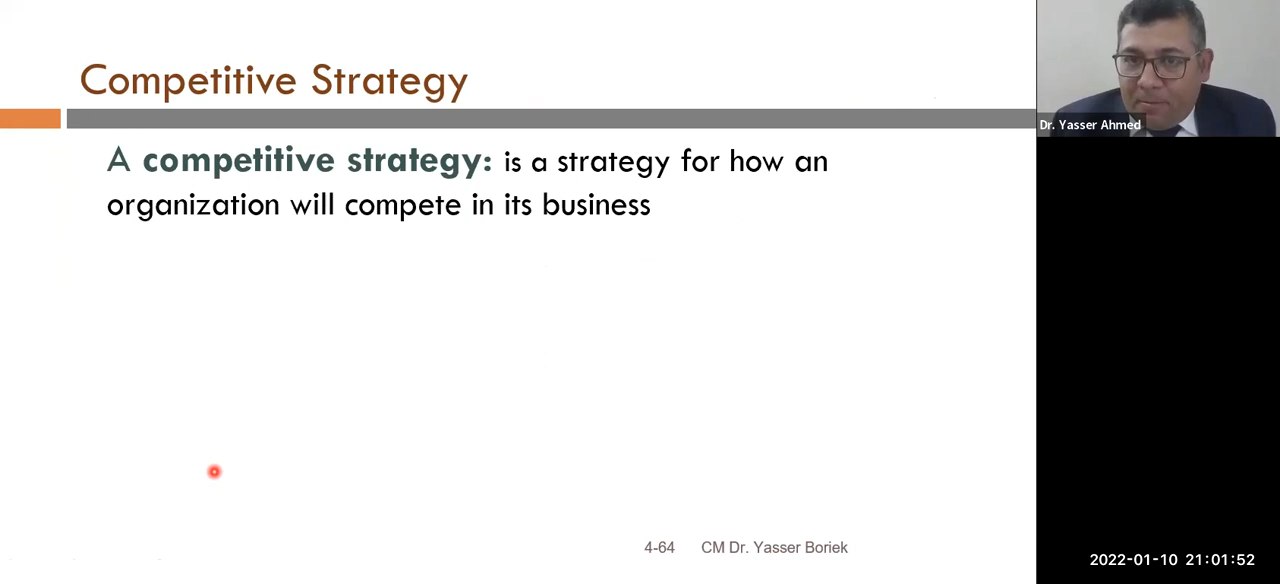 Competitive Strategy
A competitive strategy: is a strategy for how an
organization will compete in its business
Dr. Yasser Ahmed
4-64 CM Dr. Yasser Boriek
2022-01-10 21:01:52